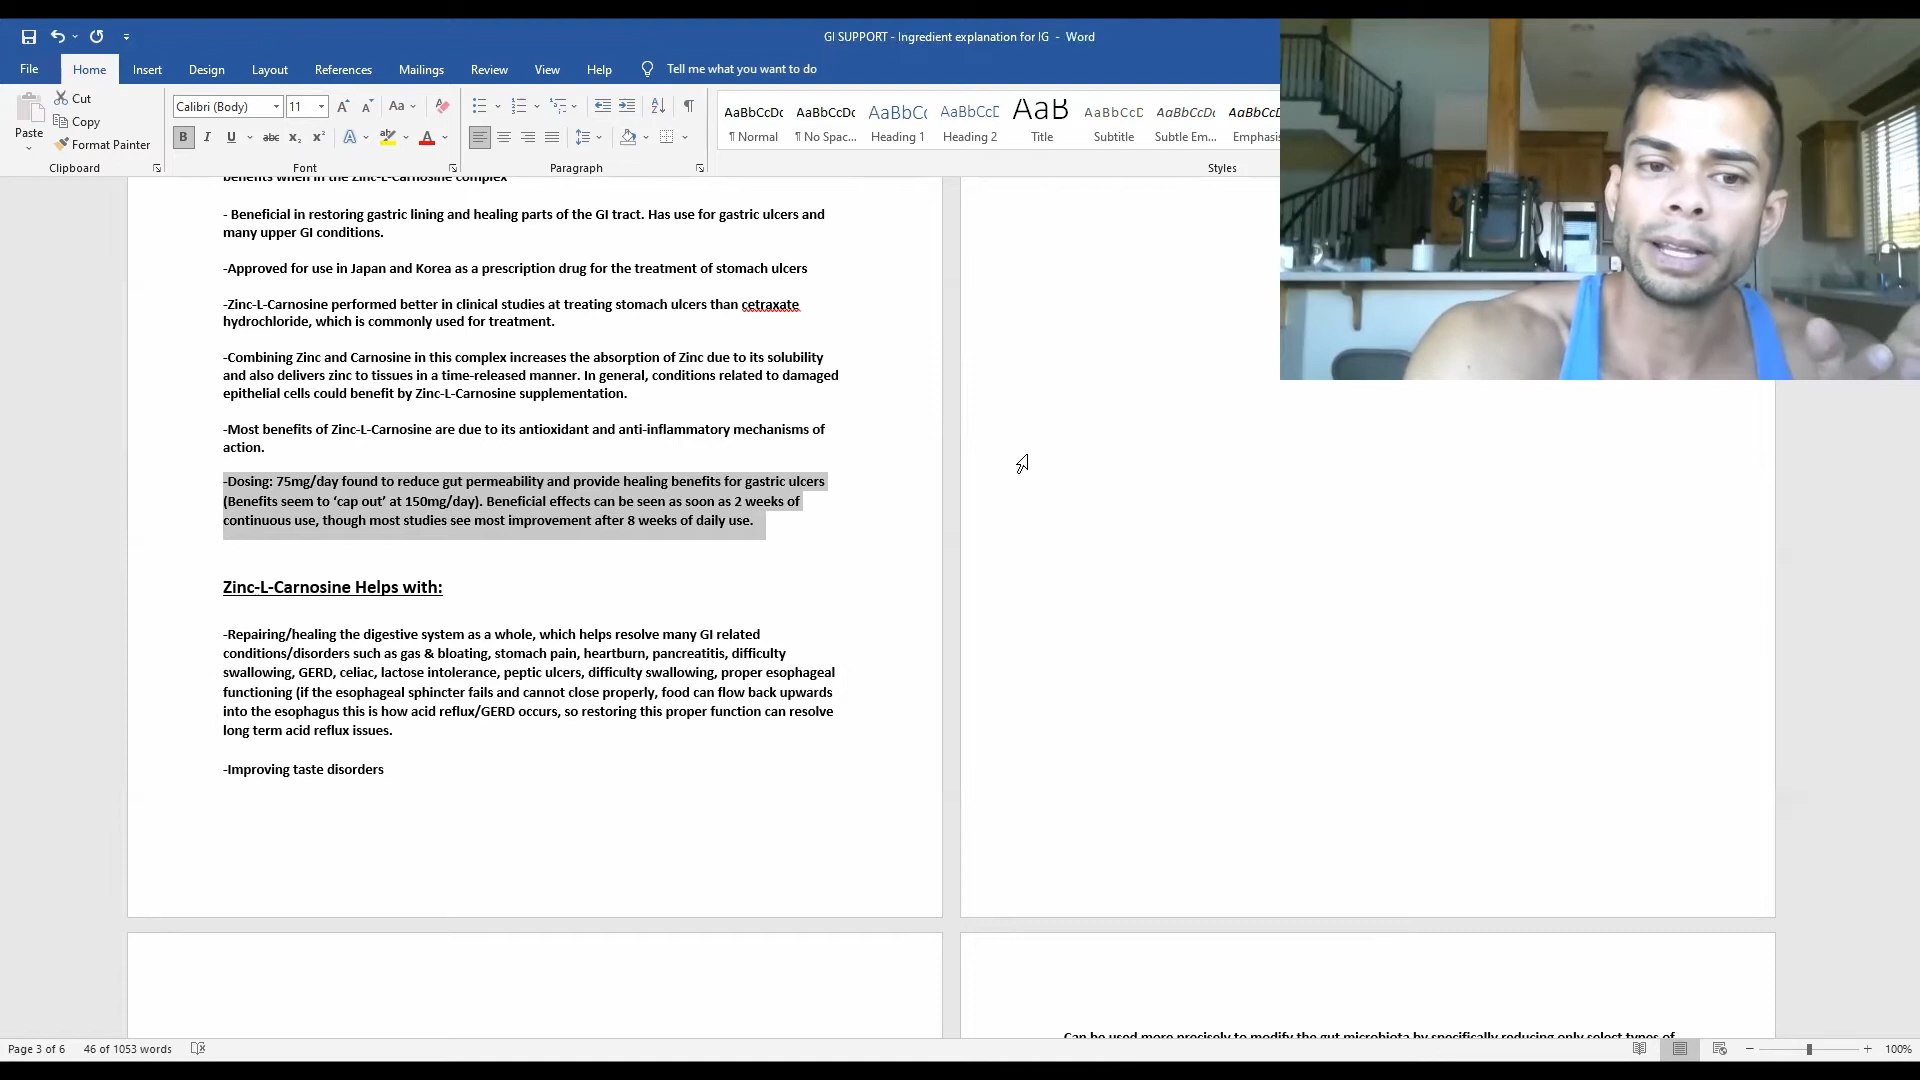 GI SUPPORT - Ingredient explanation for IG - Word
File Home Insert Design Layout References Mailings Review View Help Tell me what you want to do
Paste
Cut
Copy
Format Painter
Clipboard
Calibri (Body) 11
Font
Paragraph
AaBbCcDc AaBbCcDc AaBbCc AaBbCcD AaB AaBbCcD AaBbCcDc AaBbCcDc
¶ Normal ¶ No Spac... Heading 1 Heading 2 Title Subtitle Subtle Em... Emphasis
Styles
benefits when in the Zinc-L-Carnosine complex
- Beneficial in restoring gastric lining and healing parts of the GI tract. Has use for gastric ulcers and
many upper GI conditions.
-Approved for use in Japan and Korea as a prescription drug for the treatment of stomach ulcers
-Zinc-L-Carnosine performed better in clinical studies at treating stomach ulcers than cetraxate
hydrochloride, which is commonly used for treatment.
-Combining Zinc and Carnosine in this complex increases the absorption of Zinc due to its solubility
and also delivers zinc to tissues in a time-released manner. In general, conditions related to damaged
epithelial cells could benefit by Zinc-L-Carnosine supplementation.
-Most benefits of Zinc-L-Carnosine are due to its antioxidant and anti-inflammatory mechanisms of
action.
-Dosing: 75mg/day found to reduce gut permeability and provide healing benefits for gastric ulcers
(Benefits seem to ‘cap out’ at 150mg/day). Beneficial effects can be seen as soon as 2 weeks of
continuous use, though most studies see most improvement after 8 weeks of daily use.
Zinc-L-Carnosine Helps with:
-Repairing/healing the digestive system as a whole, which helps resolve many GI related
conditions/disorders such as gas & bloating, stomach pain, heartburn, pancreatitis, difficulty
swallowing, GERD, celiac, lactose intolerance, peptic ulcers, difficulty swallowing, proper esophageal
functioning (if the esophageal sphincter fails and cannot close properly, food can flow back upwards
into the esophagus this is how acid reflux/GERD occurs, so restoring this proper function can resolve
long term acid reflux issues.
-Improving taste disorders
Can be used more precisely to modify the gut microbiota by specifically reducing only select types of
Page 3 of 6 46 of 1053 words 100%